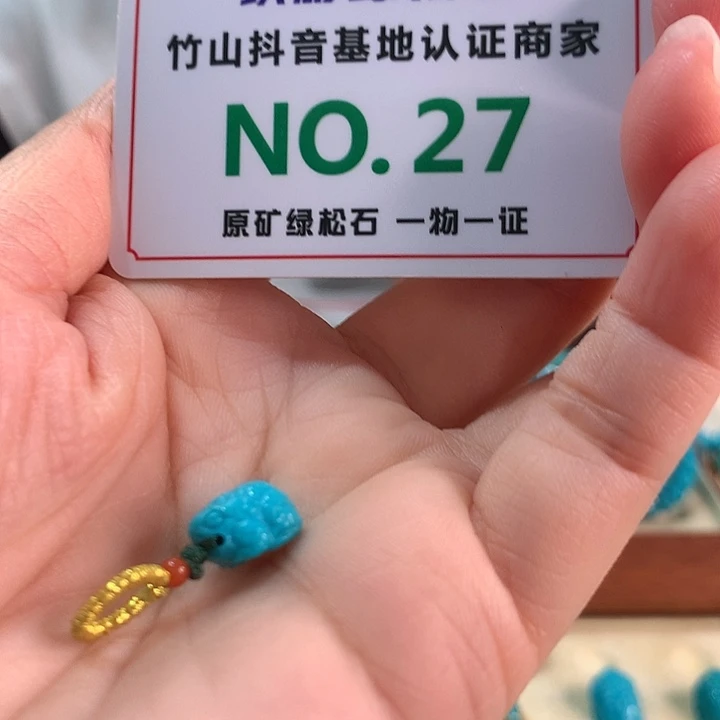 竹山抖音基地认证商家
NO. 27
原矿绿松石 一物一证